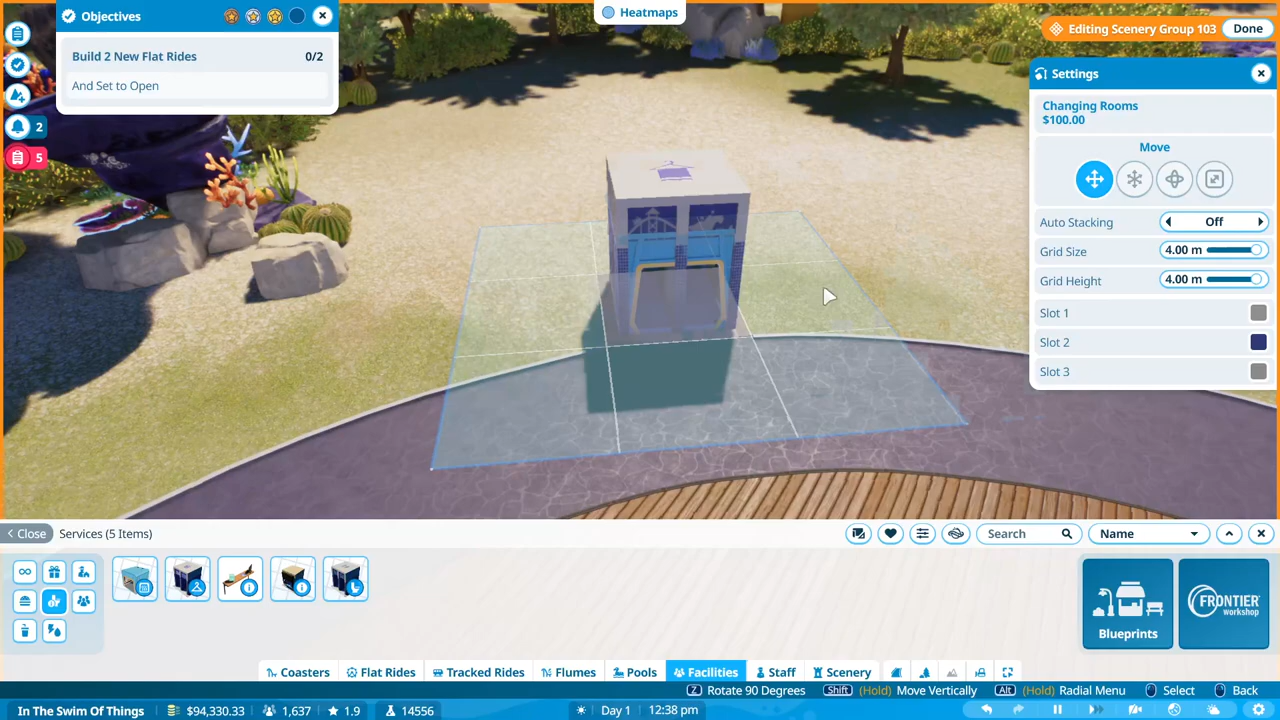 Objectives
Build 2 New Flat Rides 0/2
And Set to Open
2
5
Heatmaps
Editing Scenery Group 103 Done
Settings
Changing Rooms
$100.00
Move
Auto Stacking Off
Grid Size 4.00 m
Grid Height 4.00 m
Slot 1
Slot 2
Slot 3
Close Services (5 Items) Search Name
Blueprints
FRONTIER
workshop
Coasters Flat Rides Tracked Rides Flumes Pools Facilities Staff Scenery
Z Rotate 90 Degrees Shift (Hold) Move Vertically Alt (Hold) Radial Menu Select Back
In The Swim Of Things $94,330.33 1,637 1.9 14556 Day 1 12:38 pm